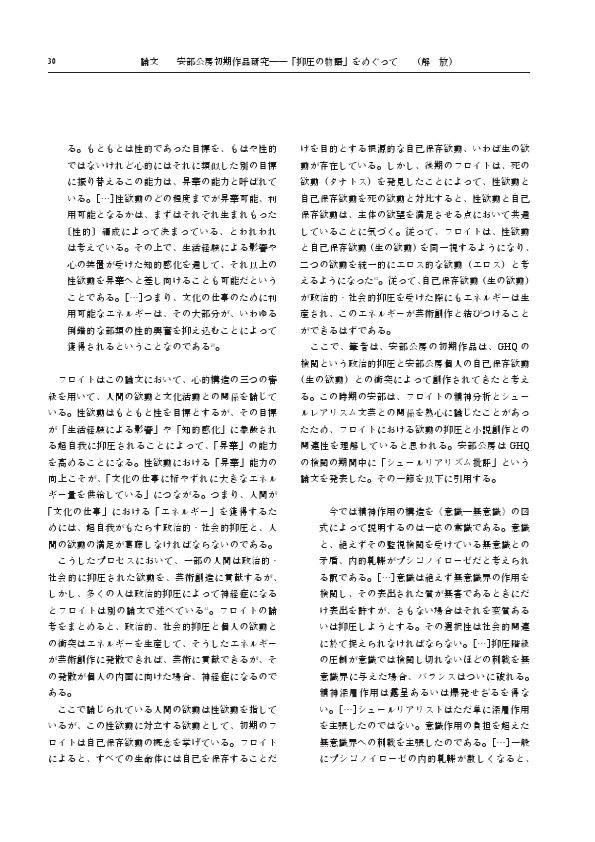 30
論文　安部公房初期作品研究――「抑圧の物語」をめぐって　（解　放）
る。もともとは性的であった目標を、もはや性的
ではないけれど心的にはそれに類似した別の目標
に振り替えるこの能力は、昇華の能力と呼ばれて
いる。[…]性欲動のどの程度までが昇華可能、利
用可能となるかは、まずはそれぞれ生まれもった
〔性的〕編成によって決まっている、とわれわれ
は考えている。その上で、生活経験による影響や
心の装置が受けた知的感化を通して、それ以上の
性欲動を昇華へと差し向けることも可能だという
ことである。[…]つまり、文化の仕事のために利
用可能なエネルギーは、その大部分が、いわゆる
倒錯的な部類の性的興奮を抑え込むことによって
獲得されるということなのである
フロイトはこの論文において、心的構造の三つの審
級を用いて、人間の欲動と文化活動との関係を論じて
いる。性欲動はもともと性を目標とするが、その目標
が「生活経験による影響」や「知的感化」に象徴され
る超自我に抑圧されることによって、「昇華」の能力
を高めることになる。性欲動における「昇華」能力の
向上こそが、「文化の仕事に桁やずれに大きなエネル
ギー量を供給している」につながる。つまり、人間が
「文化の仕事」における「エネルギー」を獲得するた
めには、超自我がもたらす政治的・社会的抑圧と、人
間の欲動の満足が葛藤しなければならないのである。
こうしたプロセスにおいて、一部の人間は政治的・
社会的に抑圧された欲動を、芸術創造に貢献するが、
しかし、多くの人は政治的抑圧によって神経症になる
とフロイトは別の論文で述べている。フロイトの論
考をまとめると、政治的、社会的抑圧と個人の欲動と
の衝突はエネルギーを生産して、そうしたエネルギー
が芸術創作に発散できれば、芸術に貢献できるが、そ
の発散が個人の内面に向けた場合、神経症になるので
ある。
ここで論じられている人間の欲動は性欲動を指して
いるが、この性欲動に対立する欲動として、初期のフ
ロイトは自己保存欲動の概念を挙げている。フロイト
によると、すべての生命体には自己を保存することだ
けを目的とする根源的な自己保存欲動、いわば生の欲
動が存在している。しかし、後期のフロイトは、死の
欲動（タナトス）を発見したことによって、性欲動と
自己保存欲動を死の欲動と対比すると、性欲動と自己
保存欲動は、主体の欲望を満足させる点において共通
していることに気づく。従って、フロイトは、性欲動
と自己保存欲動（生の欲動）を同一視するようになり、
二つの欲動を統一的にエロス的な欲動（エロス）と考
えるようになった。従って、自己保存欲動（生の欲動）
が政治的・社会的抑圧を受けた際にもエネルギーは生
産され、このエネルギーが芸術創作と結びつけること
ができるはずである。
ここで、筆者は、安部公房の初期作品は、GHQ の
検閲という政治的抑圧と安部公房個人の自己保存欲動
（生の欲動）との衝突によって創作されてきたと考え
る。この時期の安部は、フロイトの精神分析とシュー
ルレアリスム文芸との関係を熱心に論じたことがあっ
たため、フロイトにおける欲動の抑圧と小説創作との
関連性を理解していると思われる。安部公房は GHQ
の検閲の期間中に「シュールリアリズム批評」という
論文を発表した。その一節を以下に引用する。
今では精神作用の構造を（意識―無意識）の図
式によって説明するのは一応の常識である。意識
と、絶えずその監視検閲を受けている無意識との
矛盾、内的軋轢がプシコノイローゼだと考えられ
る訳である。[…]意識は絶えず無意識界の作用を
検閲し、その表出された質が無害であるときにだ
け表出を許すが、さもない場合はそれを変質ある
いは抑圧しようとする。その選択性は社会的関連
に於て捉えられなければならない。[…]抑圧階級
の圧制が意識では検閲し切れないほどの刺戟を無
意識界に与えた場合、バランスはついに破れる。
精神深層作用は露呈あるいは爆発せざるを得な
い。[…]シュールリアリストはただ単に深層作用
を主張したのではない。意識作用の負担を超えた
無意識界への刺戟を主張したのである。[…]一般
にプシコノイローゼの内的軋轢が激しくなると、